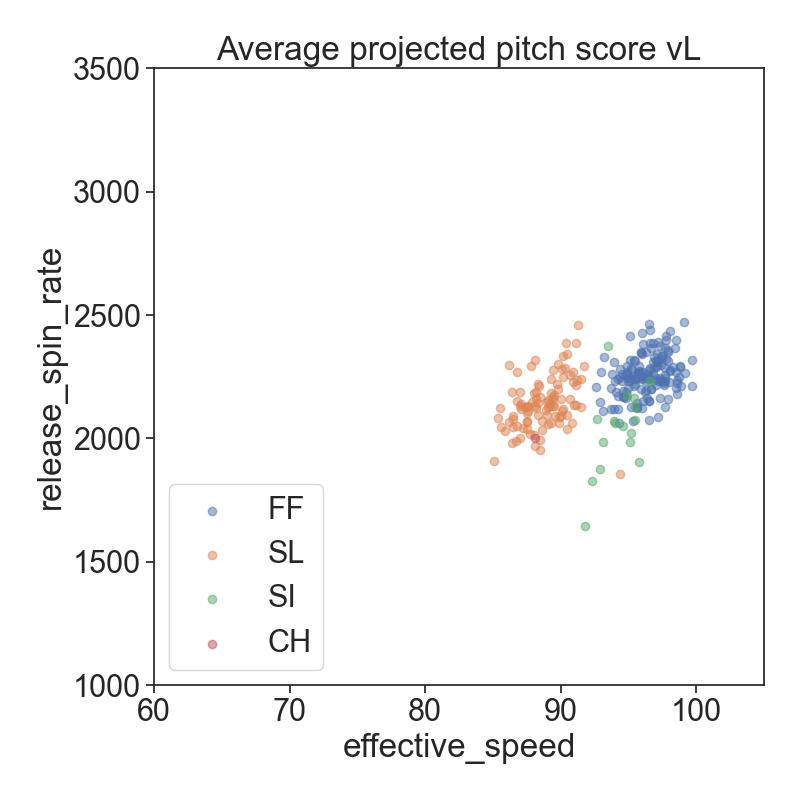 Average projected pitch score vL
3500
3000
2500
2000
1500
1000
release_spin_rate
FF
SL
SI
CH
60 70 80 90 100
effective_speed